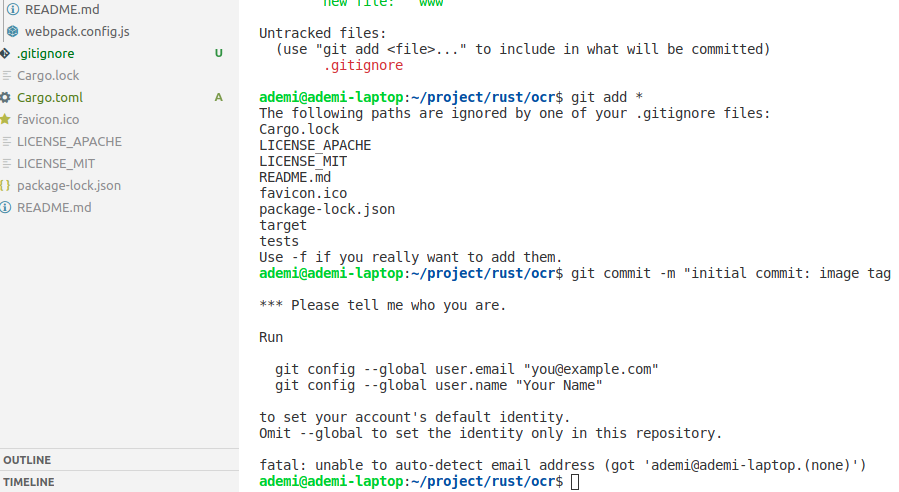 README.md
webpack.config.js
.gitignore U
Cargo.lock
Cargo.toml A
favicon.ico
LICENSE_APACHE
LICENSE_MIT
package-lock.json
README.md
OUTLINE
TIMELINE
new file: www
Untracked files:
(use "git add <file>..." to include in what will be committed)
.gitignore
ademi@ademi-laptop:~/project/rust/ocr$ git add *
The following paths are ignored by one of your .gitignore files:
Cargo.lock
LICENSE_APACHE
LICENSE_MIT
README.md
favicon.ico
package-lock.json
target
tests
Use -f if you really want to add them.
ademi@ademi-laptop:~/project/rust/ocr$ git commit -m "initial commit: image tag
*** Please tell me who you are.
Run
git config --global user.email "you@example.com"
git config --global user.name "Your Name"
to set your account's default identity.
Omit --global to set the identity only in this repository.
fatal: unable to auto-detect email address (got 'ademi@ademi-laptop.(none)')
ademi@ademi-laptop:~/project/rust/ocr$